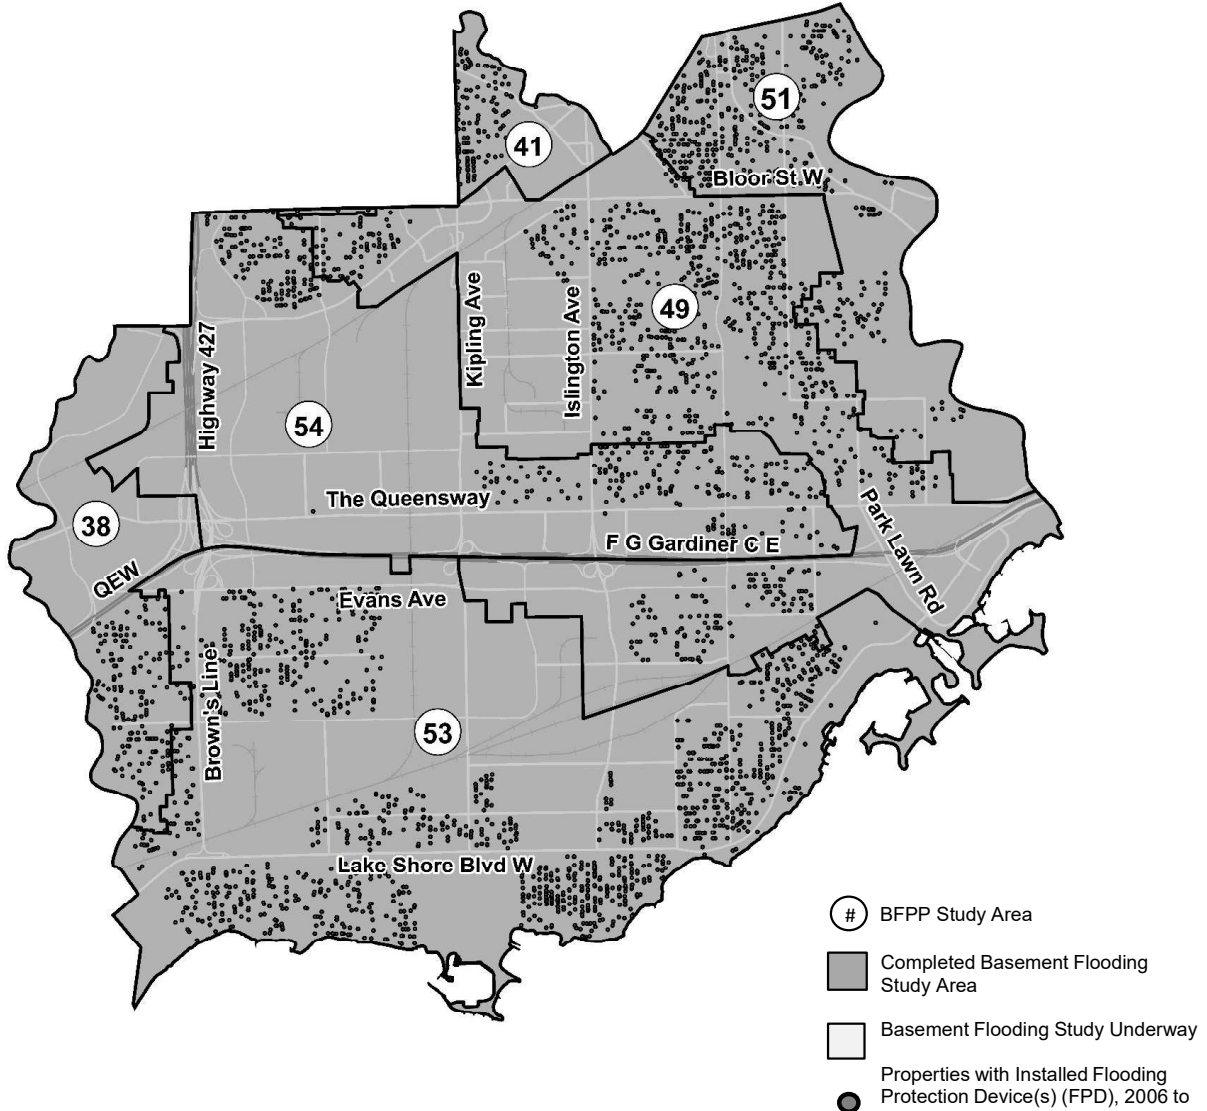 51
41
Bloor St W
Kipling Ave
Islington Ave
49
Highway 427
54
The Queensway
38
Park Lawn Rd
F G Gardiner C E
QEW
Evans Ave
Brown's Line
53
Lake Shore Blvd W
# BFPP Study Area
Completed Basement Flooding
Study Area
Basement Flooding Study Underway
Properties with Installed Flooding
Protection Device(s) (FPD), 2006 to